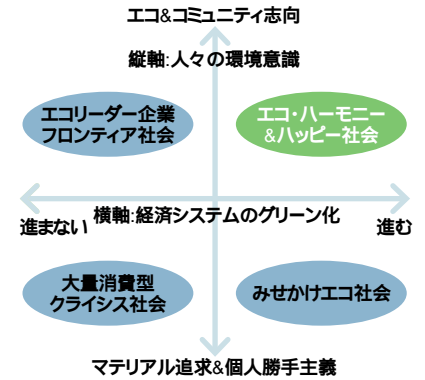 エコ&コミュニティ志向
縦軸:人々の環境意識
エコリーダー企業
フロンティア社会
エコ・ハーモニー
&ハッピー社会
横軸:経済システムのグリーン化
進まない
進む
大量消費型
クライシス社会
みせかけエコ社会
マテリアル追求&個人勝手主義